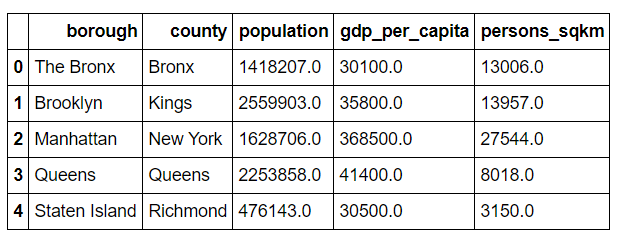 borough county population gdp_per_capita persons_sqkm
0 The Bronx Bronx 1418207.0 30100.0 13006.0
1 Brooklyn Kings 2559903.0 35800.0 13957.0
2 Manhattan New York 1628706.0 368500.0 27544.0
3 Queens Queens 2253858.0 41400.0 8018.0
4 Staten Island Richmond 476143.0 30500.0 3150.0